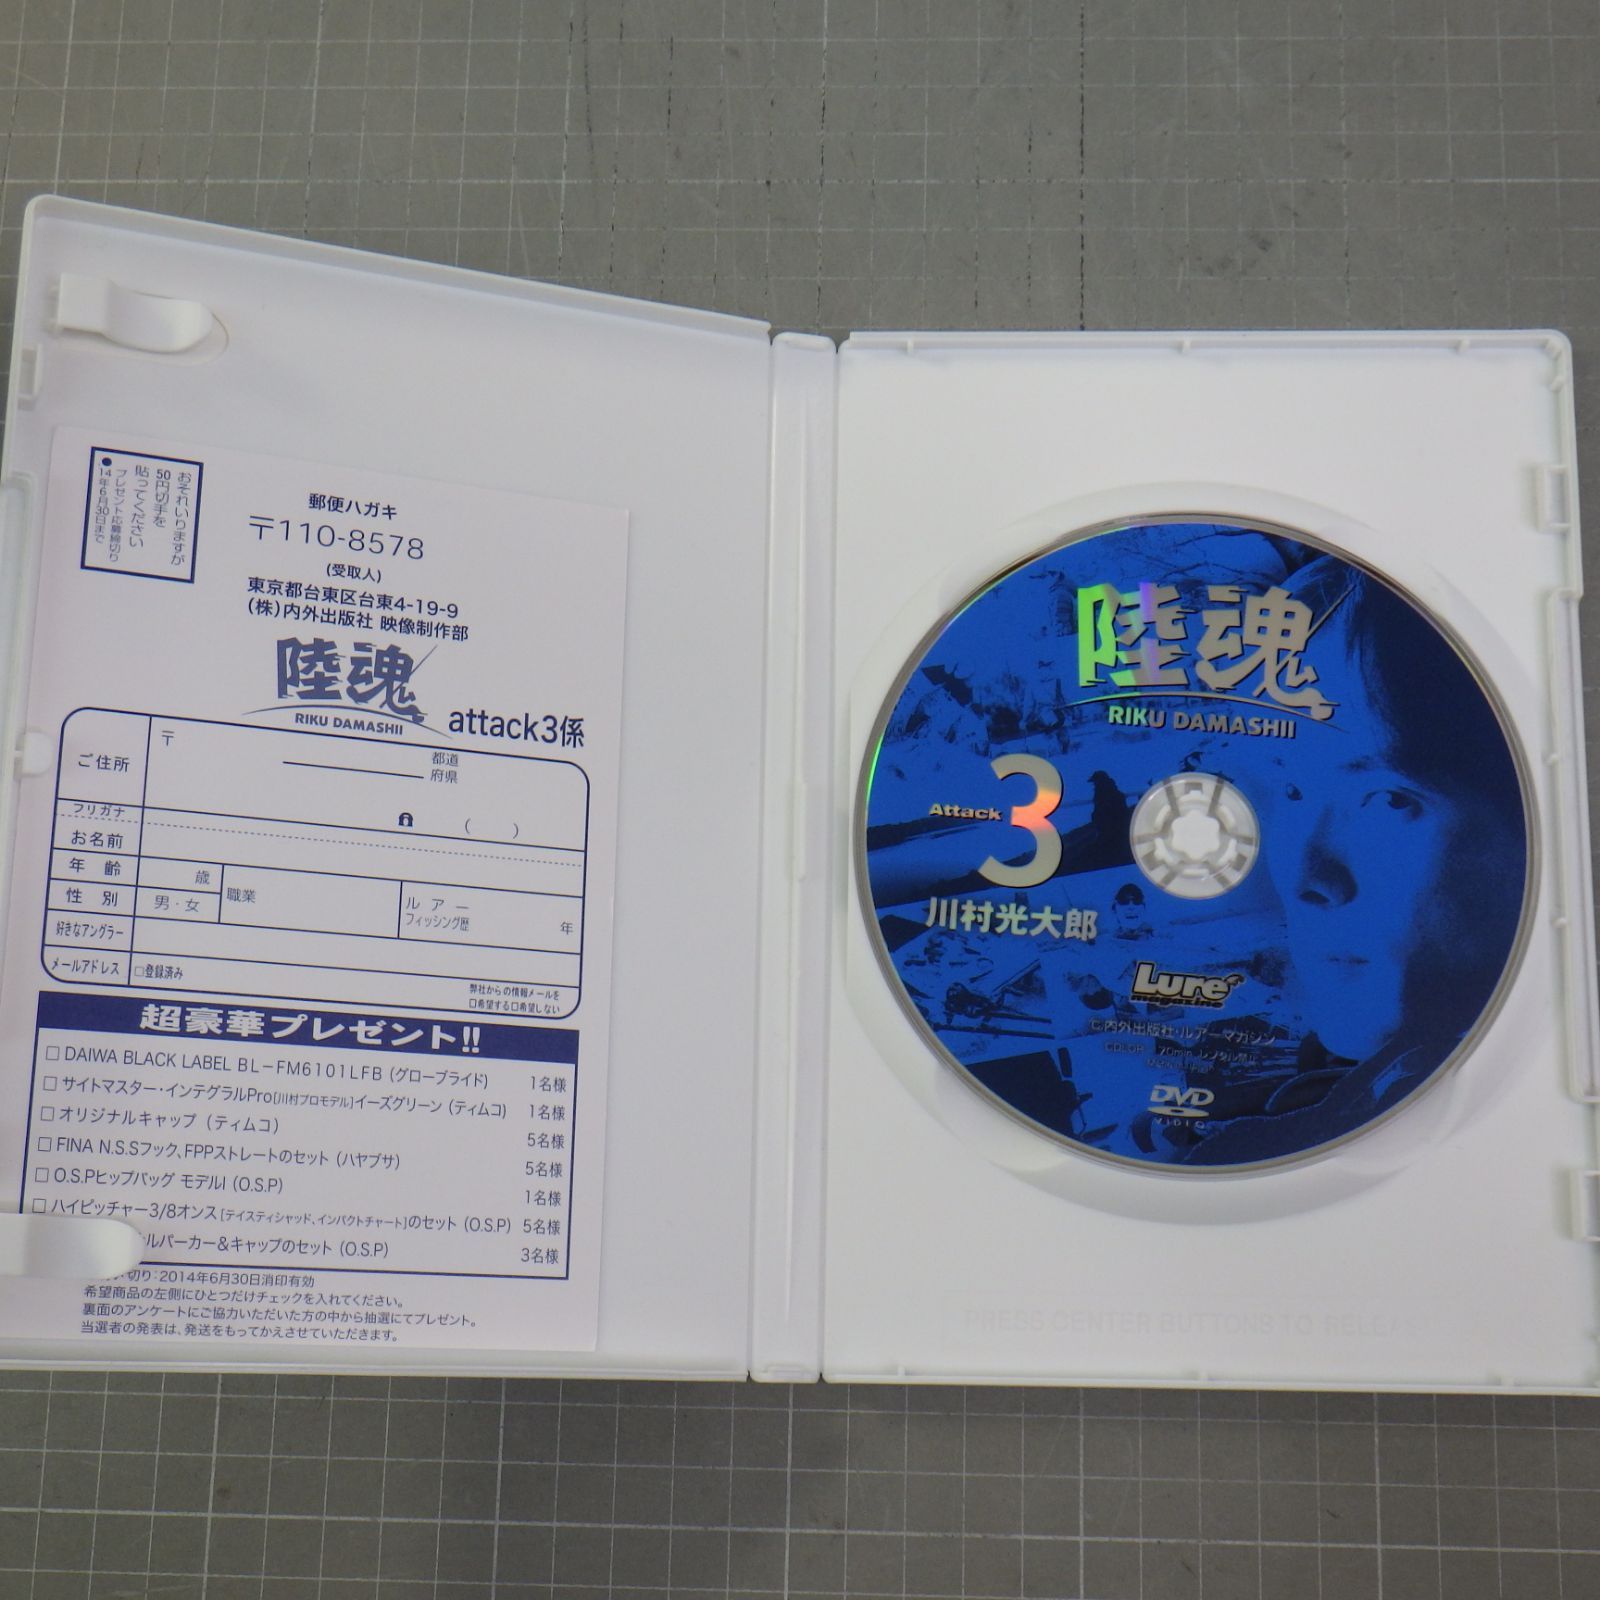 おそれいりますが
50円切手を
貼ってください
●プレゼント応募締切り
'14年6月30日まで
郵便ハガキ
〒110-8578
(受取人)
東京都台東区台東4-19-9
(株)内外出版社 映像制作部
陸魂
RIKU DAMASHII
attack3係
ご住所
〒
都道
府県
フリガナ
お名前
( )
年 齢
歳
性 別
男・女
職業
ルアー
フィッシング歴
年
好きなアングラー
メールアドレス
□登録済み
弊社からの情報メールを
□希望する□希望しない
超豪華プレゼント!!
□ DAIWA BLACK LABEL BL-FM6101LFB (グローブライド) 1名様
□ サイトマスター・インテグラルPro[川村プロモデル]イーズグリーン (ティムコ) 1名様
□ オリジナルキャップ (ティムコ) 5名様
□ FINA N.S.Sフック、FPPストレートのセット (ハヤブサ) 5名様
□ O.S.Pヒップバッグ モデルI (O.S.P) 1名様
□ ハイピッチャー3/8オンス[テイスティシャッド、インパクトチャート]のセット (O.S.P) 5名様
ルパーカー&キャップのセット (O.S.P) 3名様
切り:2014年6月30日消印有効
希望商品の左側にひとつだけチェックを入れてください。
裏面のアンケートにご協力いただいた方の中から抽選にてプレゼント。
当選者の発表は、発送をもってかえさせていただきます。
陸魂
RIKU DAMASHII
Attack 3
川村光大郎
Lure magazine
C内外出版社・ルアーマガジン
COLOR 70min. レンタル禁止
DVD
VIDEO
PRESS CENTER BUTTONS TO RELEAS